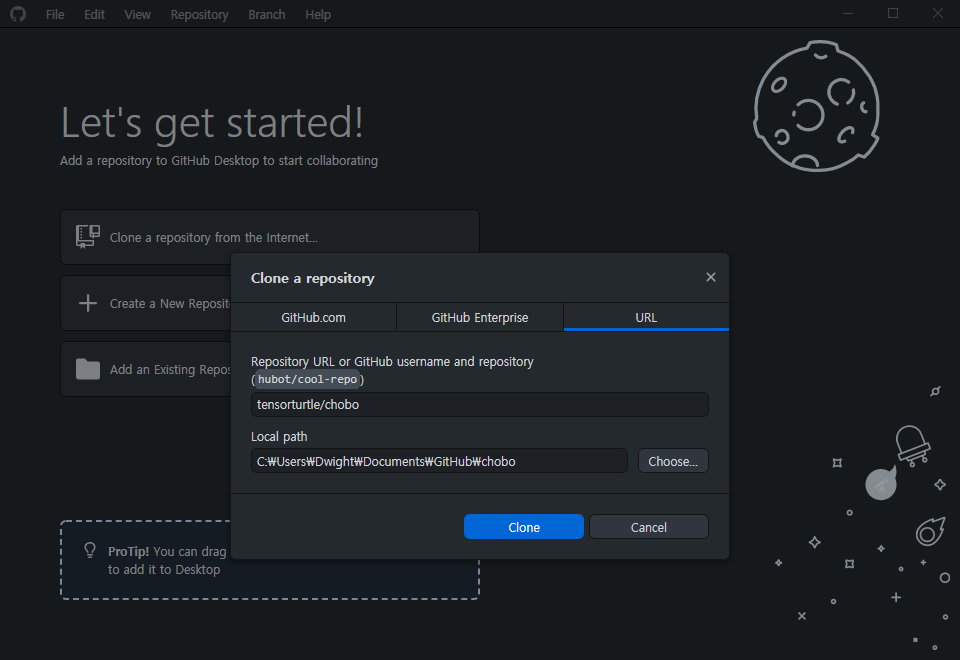 File Edit View Repository Branch Help
Let's get started!
Add a repository to GitHub Desktop to start collaborating
Clone a repository from the Internet...
Create a New Reposit
Add an Existing Repos
ProTip! You can drag
to add it to Desktop
Clone a repository
GitHub.com GitHub Enterprise URL
Repository URL or GitHub username and repository
(hubot/cool-repo)
tensorturtle/chobo
Local path
C:₩Users₩Dwight₩Documents₩GitHub₩chobo
Choose...
Clone Cancel